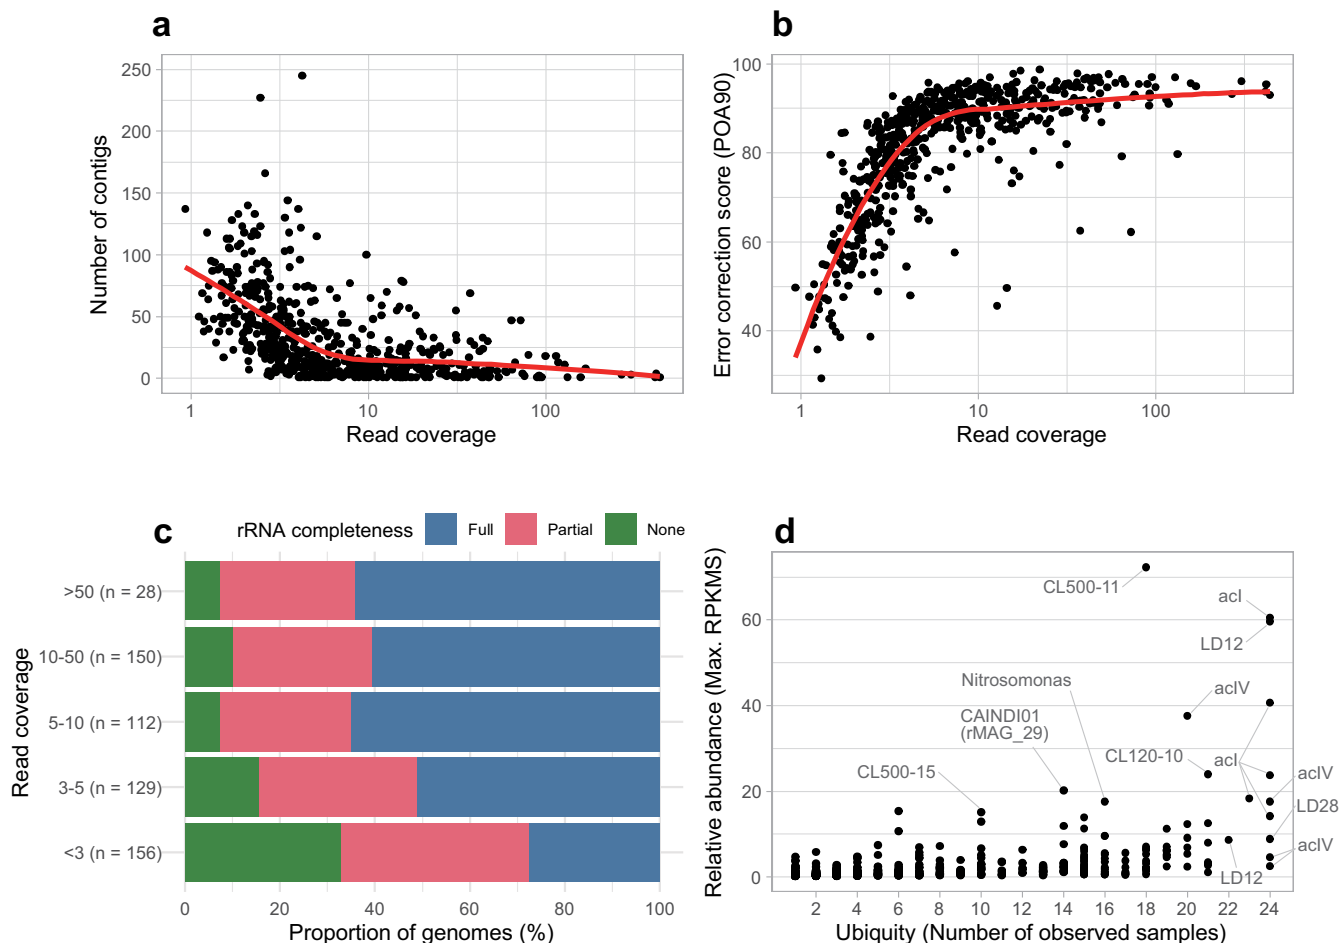 a
Number of contigs
250
200
150
100
50
0
1
10
100
Read coverage
b
Error correction score (POA90)
100
80
60
40
1
10
100
Read coverage
c
rRNA completeness
Full
Partial
None
Read coverage
>50 (n = 28)
10-50 (n = 150)
5-10 (n = 112)
3-5 (n = 129)
<3 (n = 156)
0
20
40
60
80
100
Proportion of genomes (%)
d
Relative abundance (Max. RPKMS)
60
40
20
0
CL500-11
acI
LD12
Nitrosomonas
acIV
CAINDI01
(rMAG_29)
CL120-10
acI
CL500-15
acIV
LD28
acIV
LD12
2
4
6
8
10
12
14
16
18
20
22
24
Ubiquity (Number of observed samples)